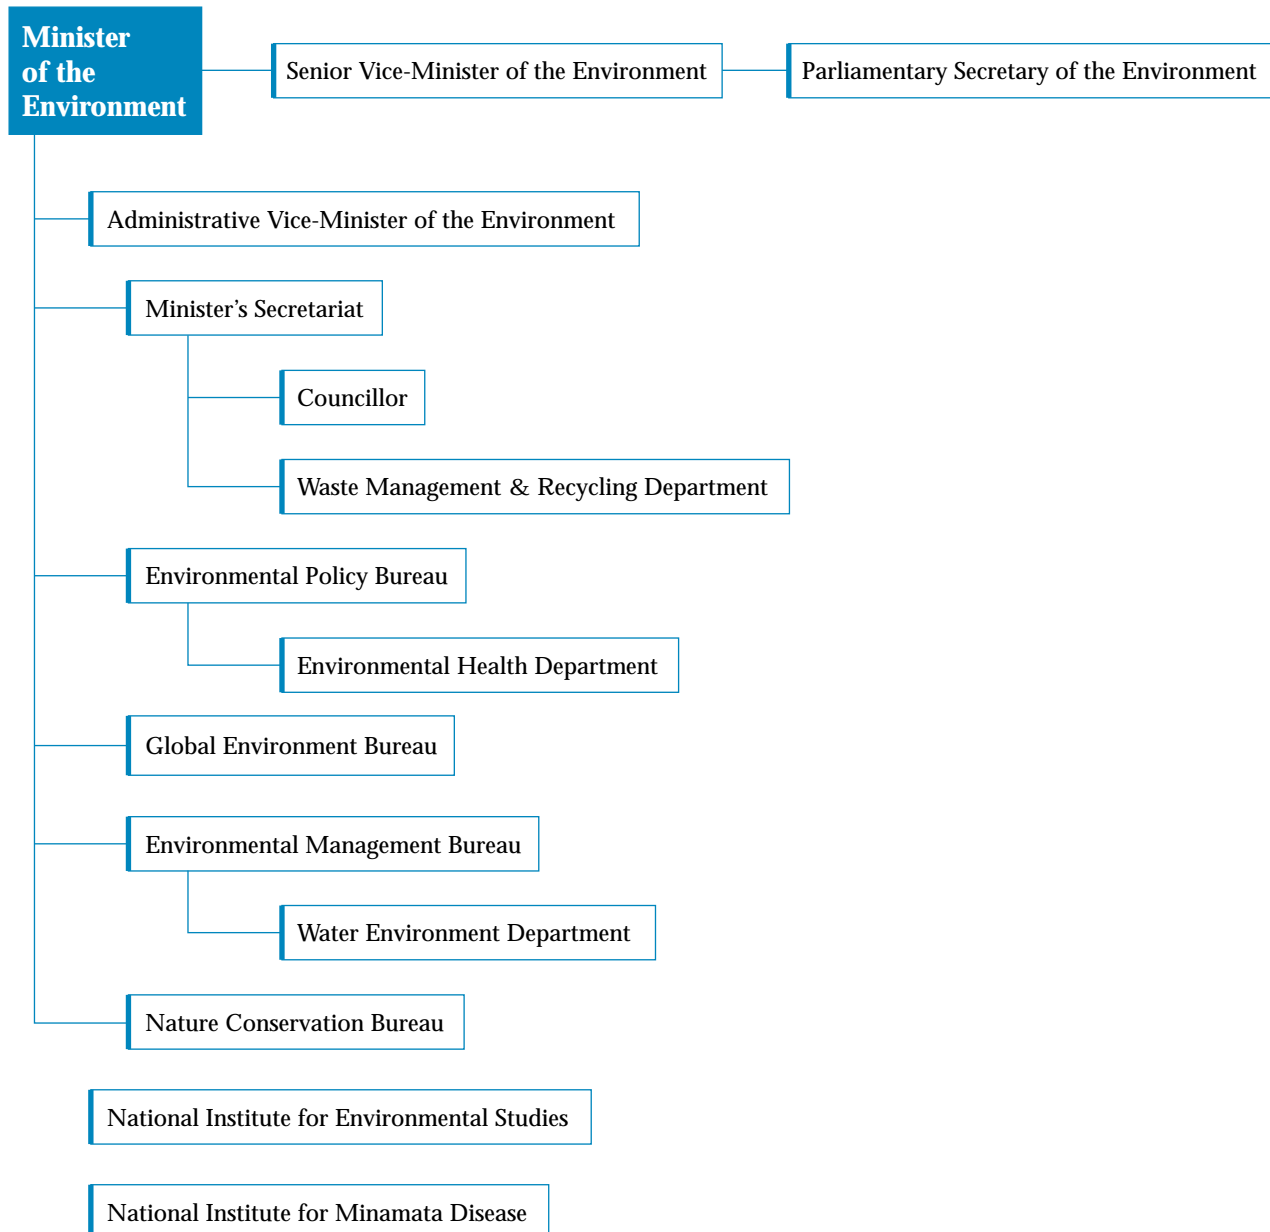 Minister
of the
Environment
Senior Vice-Minister of the Environment
Parliamentary Secretary of the Environment
Administrative Vice-Minister of the Environment
Minister’s Secretariat
Councillor
Waste Management & Recycling Department
Environmental Policy Bureau
Environmental Health Department
Global Environment Bureau
Environmental Management Bureau
Water Environment Department
Nature Conservation Bureau
National Institute for Environmental Studies
National Institute for Minamata Disease